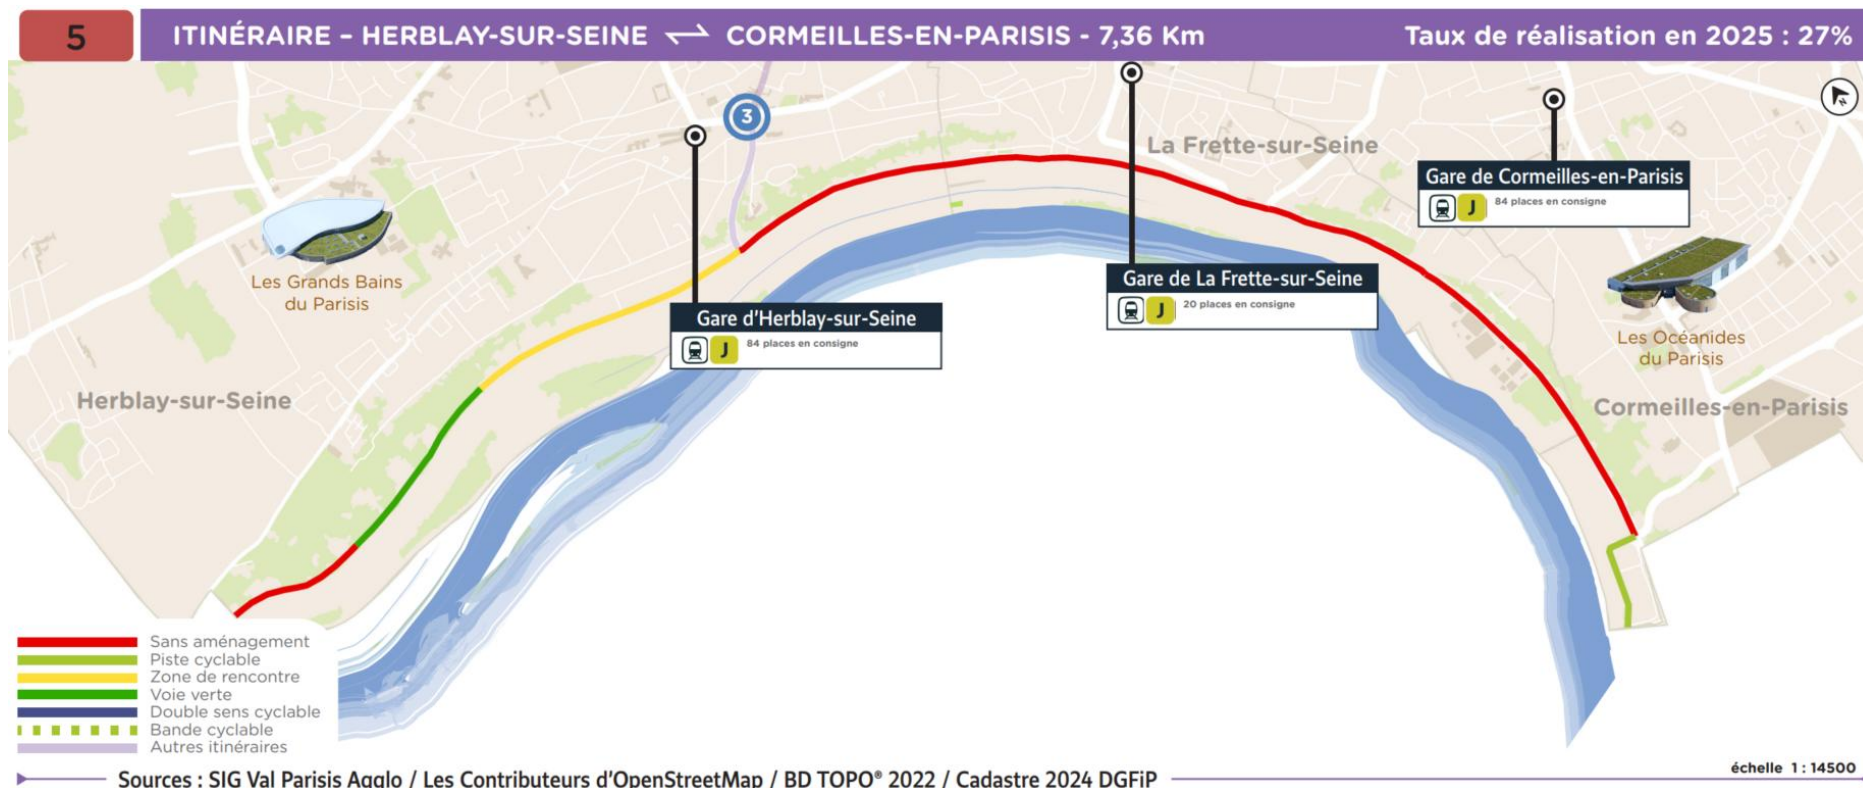 5
ITINÉRAIRE – HERBLAY-SUR-SEINE ⇌ CORMEILLES-EN-PARISIS - 7,36 Km
Taux de réalisation en 2025 : 27%
3
N
La Frette-sur-Seine
Gare de Cormeilles-en-Parisis
J 84 places en consigne
Les Grands Bains
du Parisis
Gare de La Frette-sur-Seine
J 20 places en consigne
Gare d'Herblay-sur-Seine
J 84 places en consigne
Les Océanides
du Parisis
Herblay-sur-Seine
Cormeilles-en-Parisis
Sans aménagement
Piste cyclable
Zone de rencontre
Voie verte
Double sens cyclable
Bande cyclable
Autres itinéraires
échelle 1 : 14500
Sources : SIG Val Parisis Agglo / Les Contributeurs d'OpenStreetMap / BD TOPO® 2022 / Cadastre 2024 DGFiP